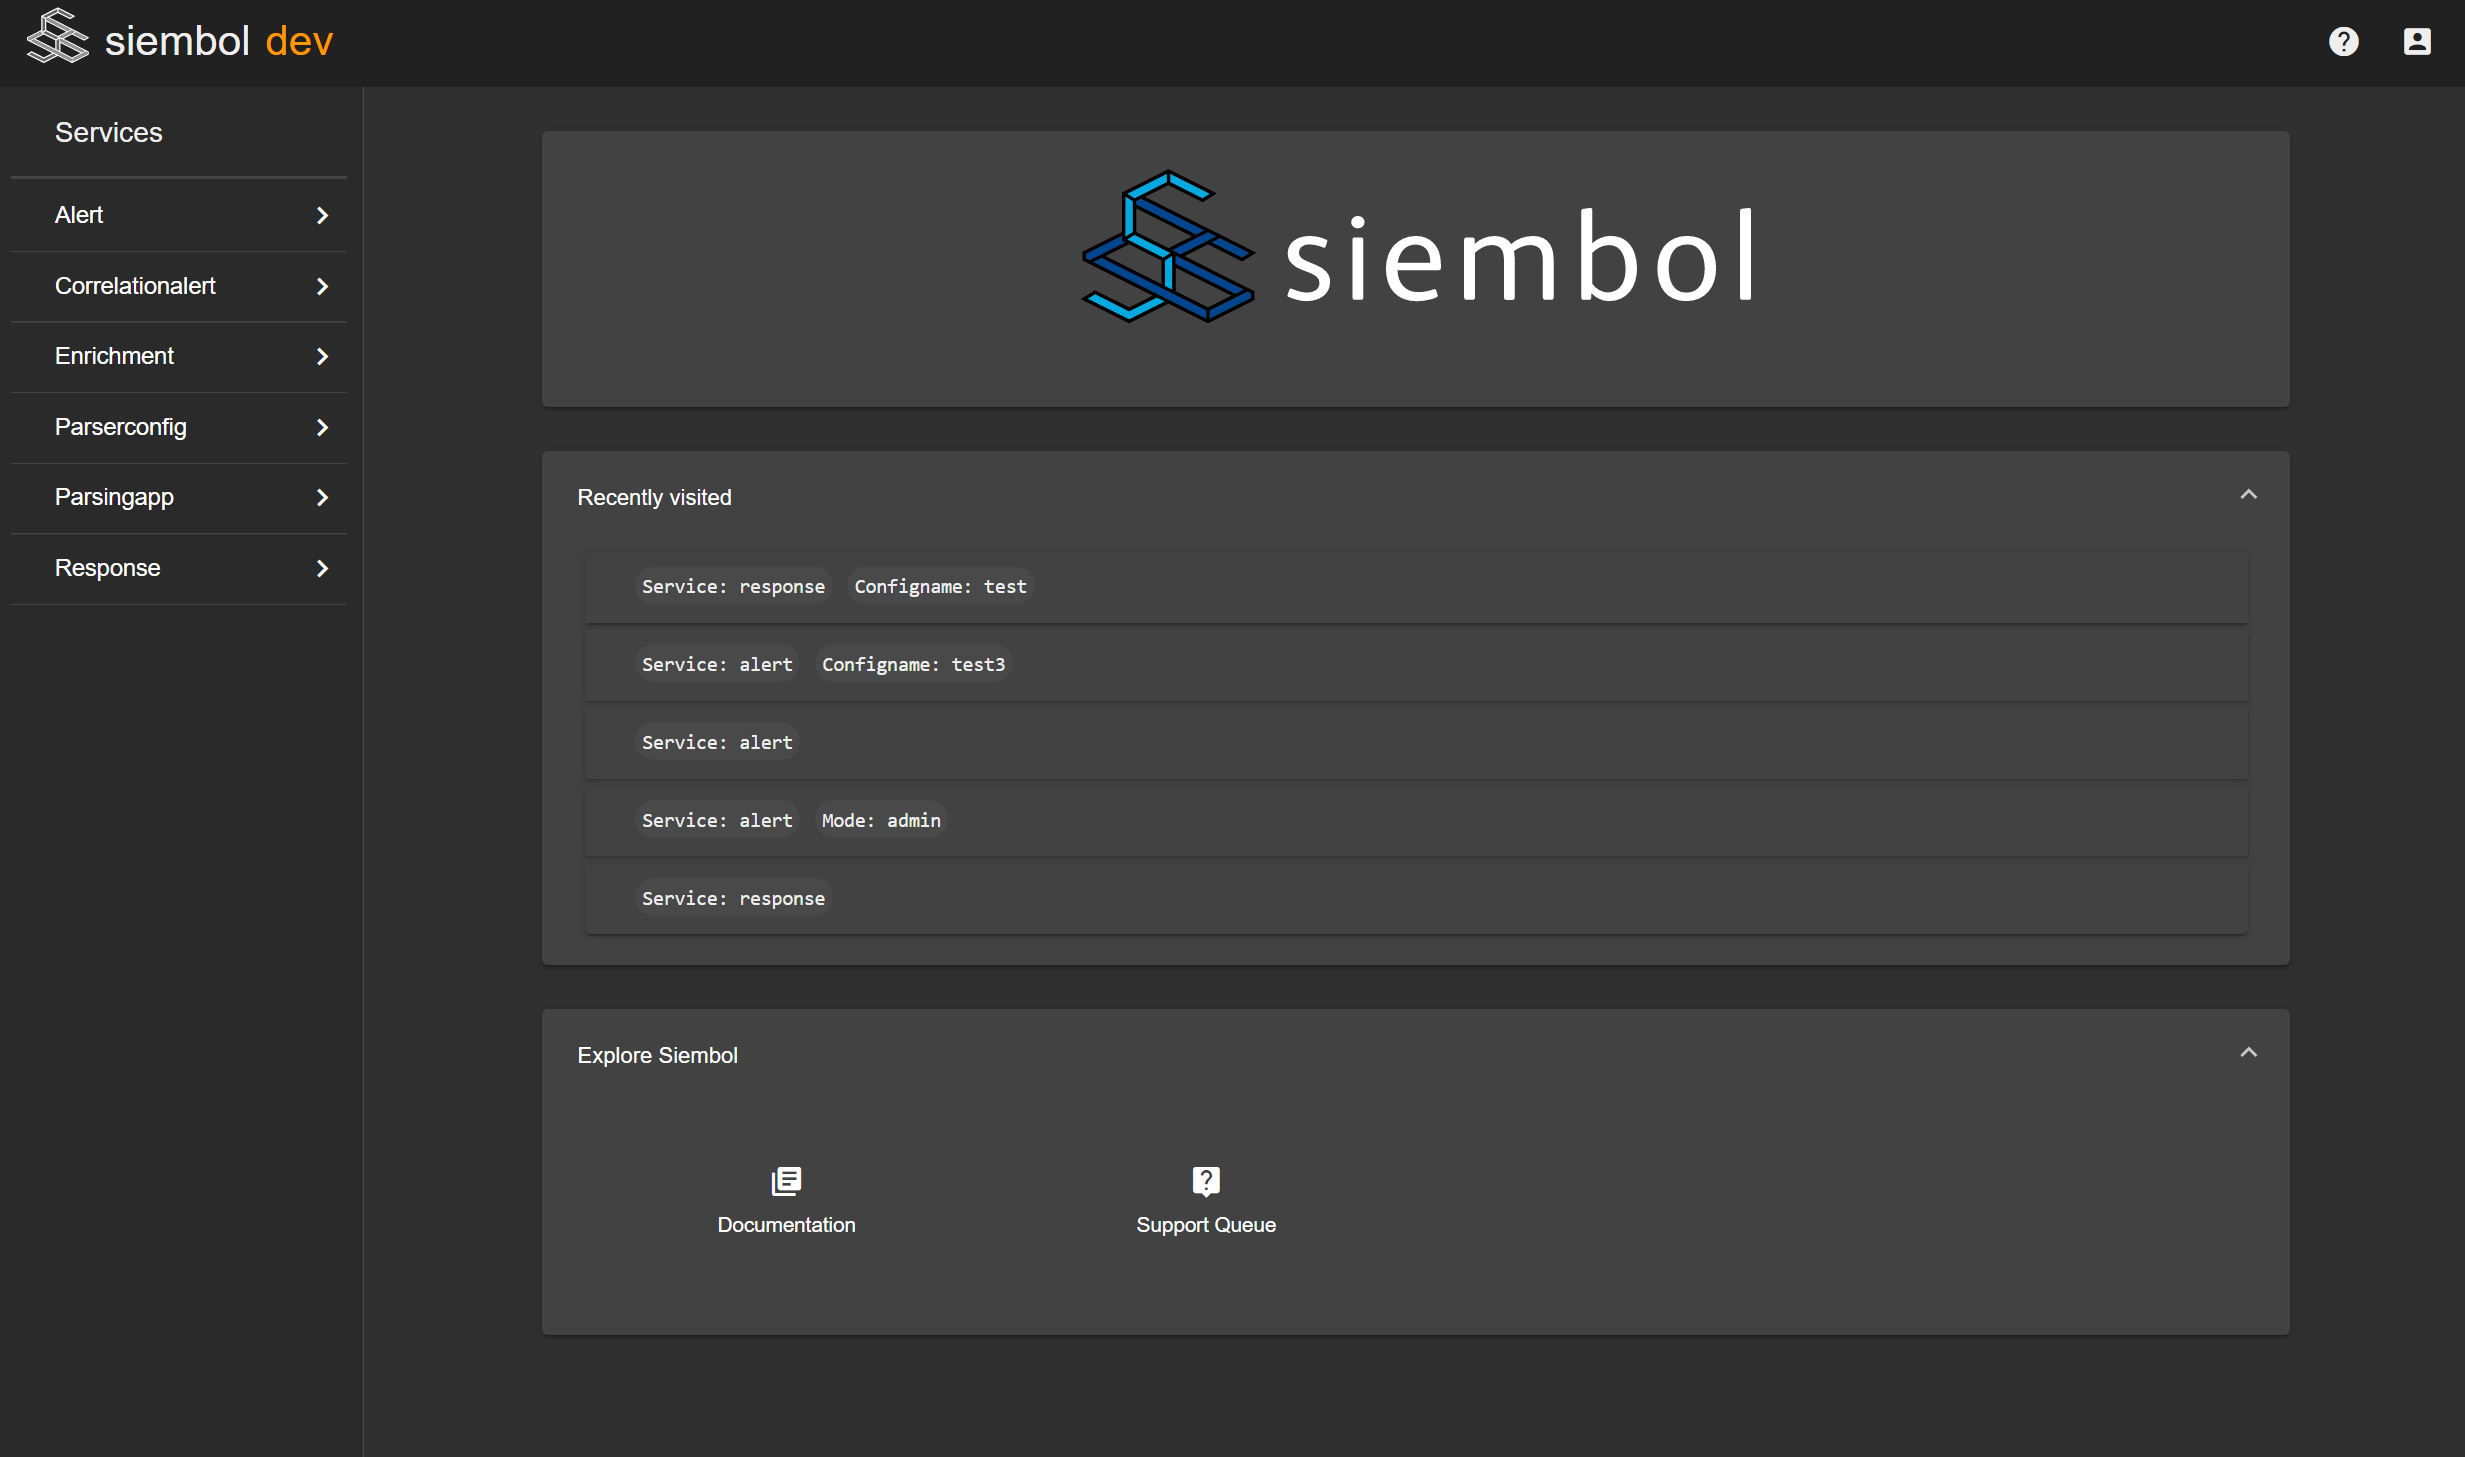 siembol dev
Services
Alert
Correlationalert
Enrichment
Parserconfig
Parsingapp
Response
siembol
Recently visited
Service: response Configname: test
Service: alert Configname: test3
Service: alert
Service: alert Mode: admin
Service: response
Explore Siembol
Documentation Support Queue